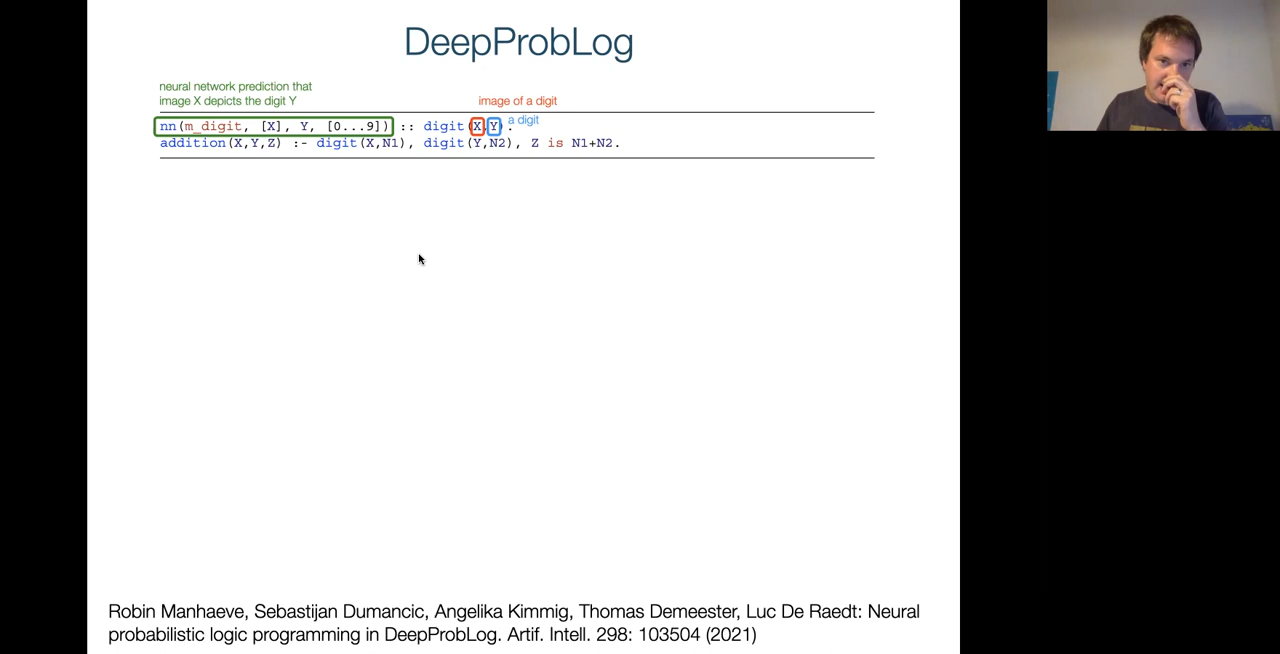 DeepProbLog
neural network prediction that
image X depicts the digit Y
image of a digit
a digit
nn(m_digit, [X], Y, [0...9]) :: digit(X,Y).
addition(X,Y,Z) :- digit(X,N1), digit(Y,N2), Z is N1+N2.
Robin Manhaeve, Sebastijan Dumancic, Angelika Kimmig, Thomas Demeester, Luc De Raedt: Neural
probabilistic logic programming in DeepProbLog. Artif. Intell. 298: 103504 (2021)